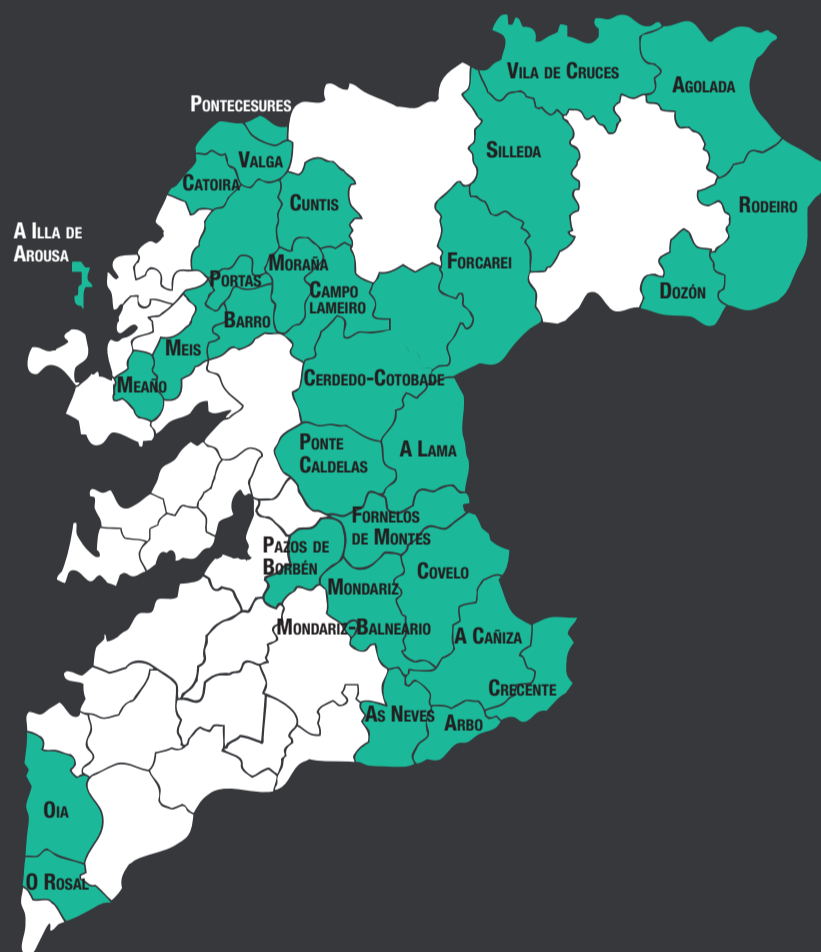 Vila de Cruces
Agolada
Pontecesures
Silleda
Valga
Catoira
Cuntis
Rodeiro
A Illa de
Arousa
Forcarei
Moraña
Portas
Campo
Lameiro
Dozón
Barro
Meis
Meaño
Cerdedo-Cotobade
Ponte
Caldelas
A Lama
Fornelos
de Montes
Pazos de
Borbén
Covelo
Mondariz
Mondariz-Balneario
A Cañiza
Crecente
As Neves
Arbo
Oia
O Rosal